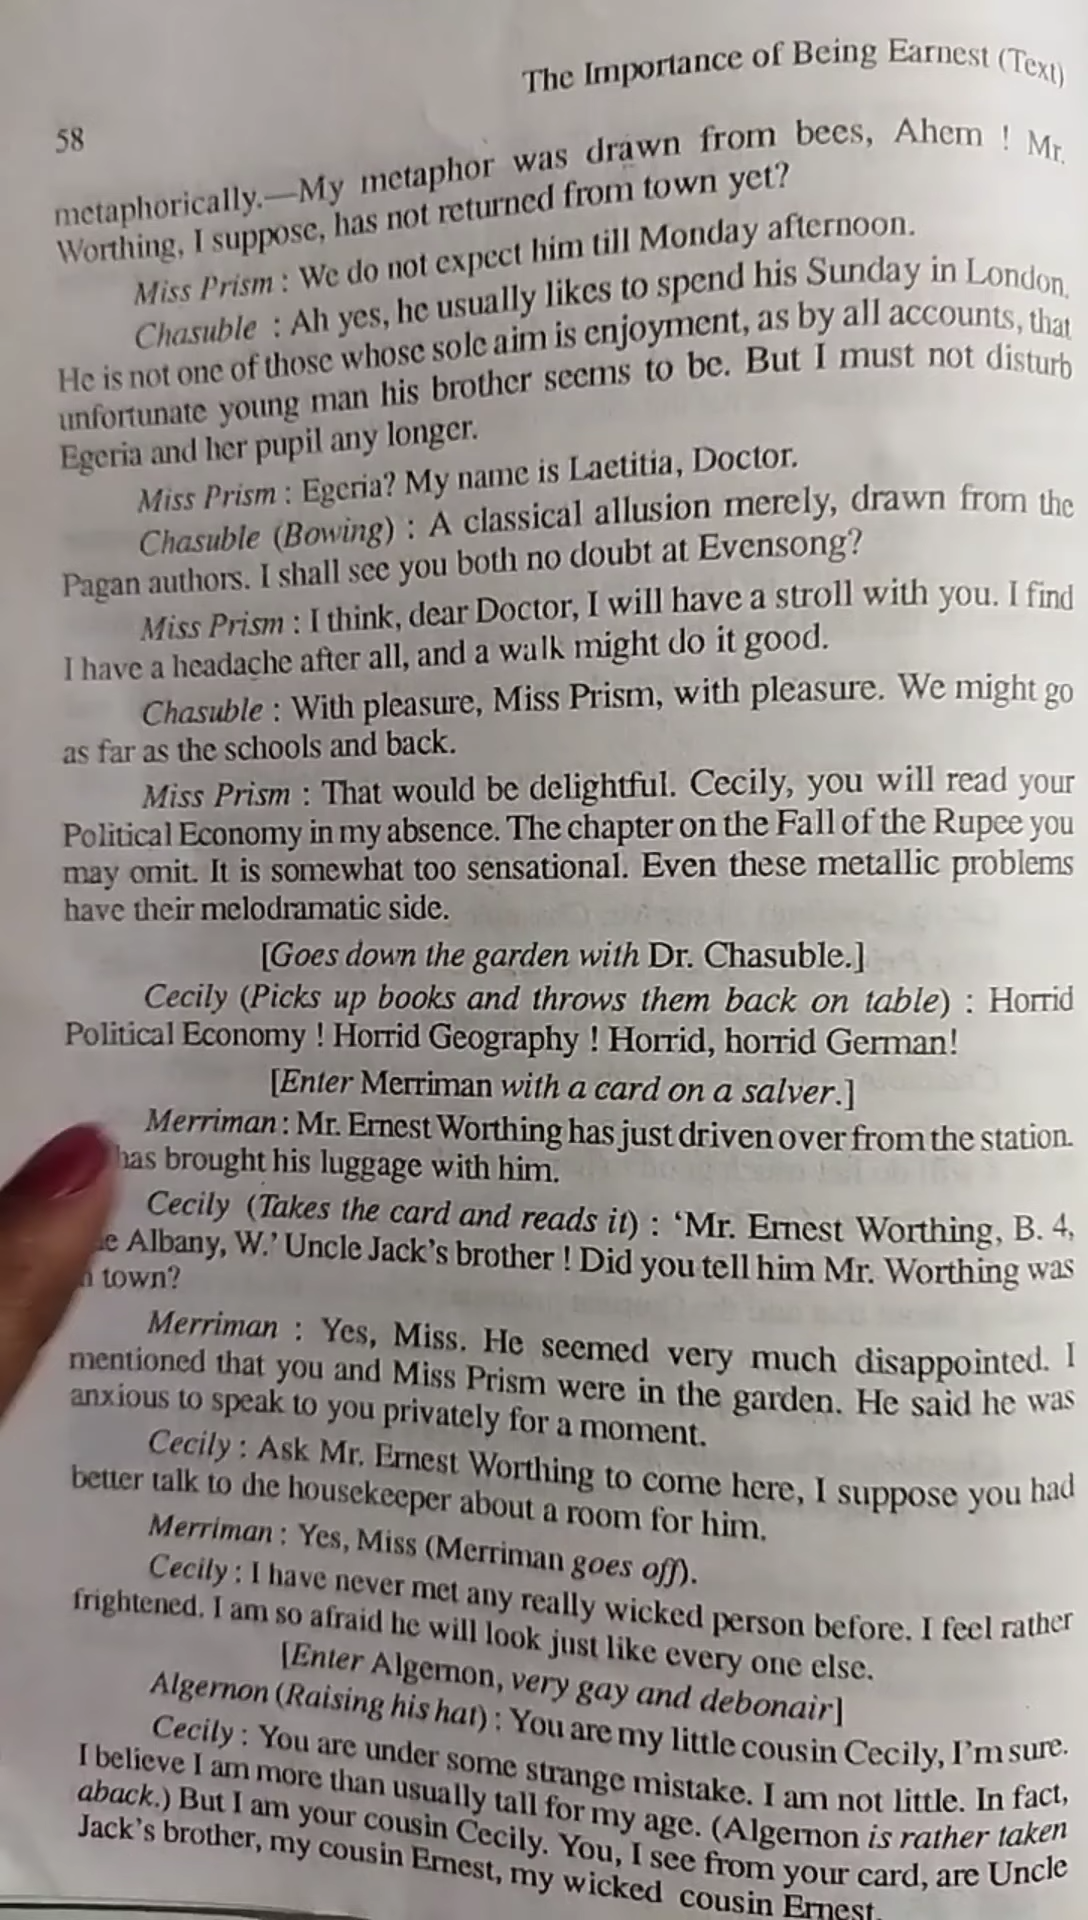 The Importance of Being Earnest (Text)
58
metaphorically.—My metaphor was drawn from bees, Ahem ! Mr.
Worthing, I suppose, has not returned from town yet?
Miss Prism : We do not expect him till Monday afternoon.
Chasuble : Ah yes, he usually likes to spend his Sunday in London.
He is not one of those whose sole aim is enjoyment, as by all accounts, that
unfortunate young man his brother seems to be. But I must not disturb
Egeria and her pupil any longer.
Miss Prism : Egeria? My name is Laetitia, Doctor.
Chasuble (Bowing) : A classical allusion merely, drawn from the
Pagan authors. I shall see you both no doubt at Evensong?
Miss Prism : I think, dear Doctor, I will have a stroll with you. I find
I have a headache after all, and a walk might do it good.
Chasuble : With pleasure, Miss Prism, with pleasure. We might go
as far as the schools and back.
Miss Prism : That would be delightful. Cecily, you will read your
Political Economy in my absence. The chapter on the Fall of the Rupee you
may omit. It is somewhat too sensational. Even these metallic problems
have their melodramatic side.
[Goes down the garden with Dr. Chasuble.]
Cecily (Picks up books and throws them back on table) : Horrid
Political Economy ! Horrid Geography ! Horrid, horrid German!
[Enter Merriman with a card on a salver.]
Merriman : Mr. Ernest Worthing has just driven over from the station.
has brought his luggage with him.
Cecily (Takes the card and reads it) : ‘Mr. Ernest Worthing, B. 4,
Albany, W.’ Uncle Jack’s brother ! Did you tell him Mr. Worthing was
town?
Merriman : Yes, Miss. He seemed very much disappointed. I
mentioned that you and Miss Prism were in the garden. He said he was
anxious to speak to you privately for a moment.
Cecily : Ask Mr. Ernest Worthing to come here, I suppose you had
better talk to die housekeeper about a room for him.
Merriman : Yes, Miss (Merriman goes off).
Cecily : I have never met any really wicked person before. I feel rather
frightened. I am so afraid he will look just like every one else.
[Enter Algernon, very gay and debonair]
Algernon (Raising his hat) : You are my little cousin Cecily, I’m sure.
Cecily : You are under some strange mistake. I am not little. In fact,
I believe I am more than usually tall for my age. (Algernon is rather taken
aback.) But I am your cousin Cecily. You, I see from your card, are Uncle
Jack’s brother, my cousin Ernest, my wicked cousin Ernest.